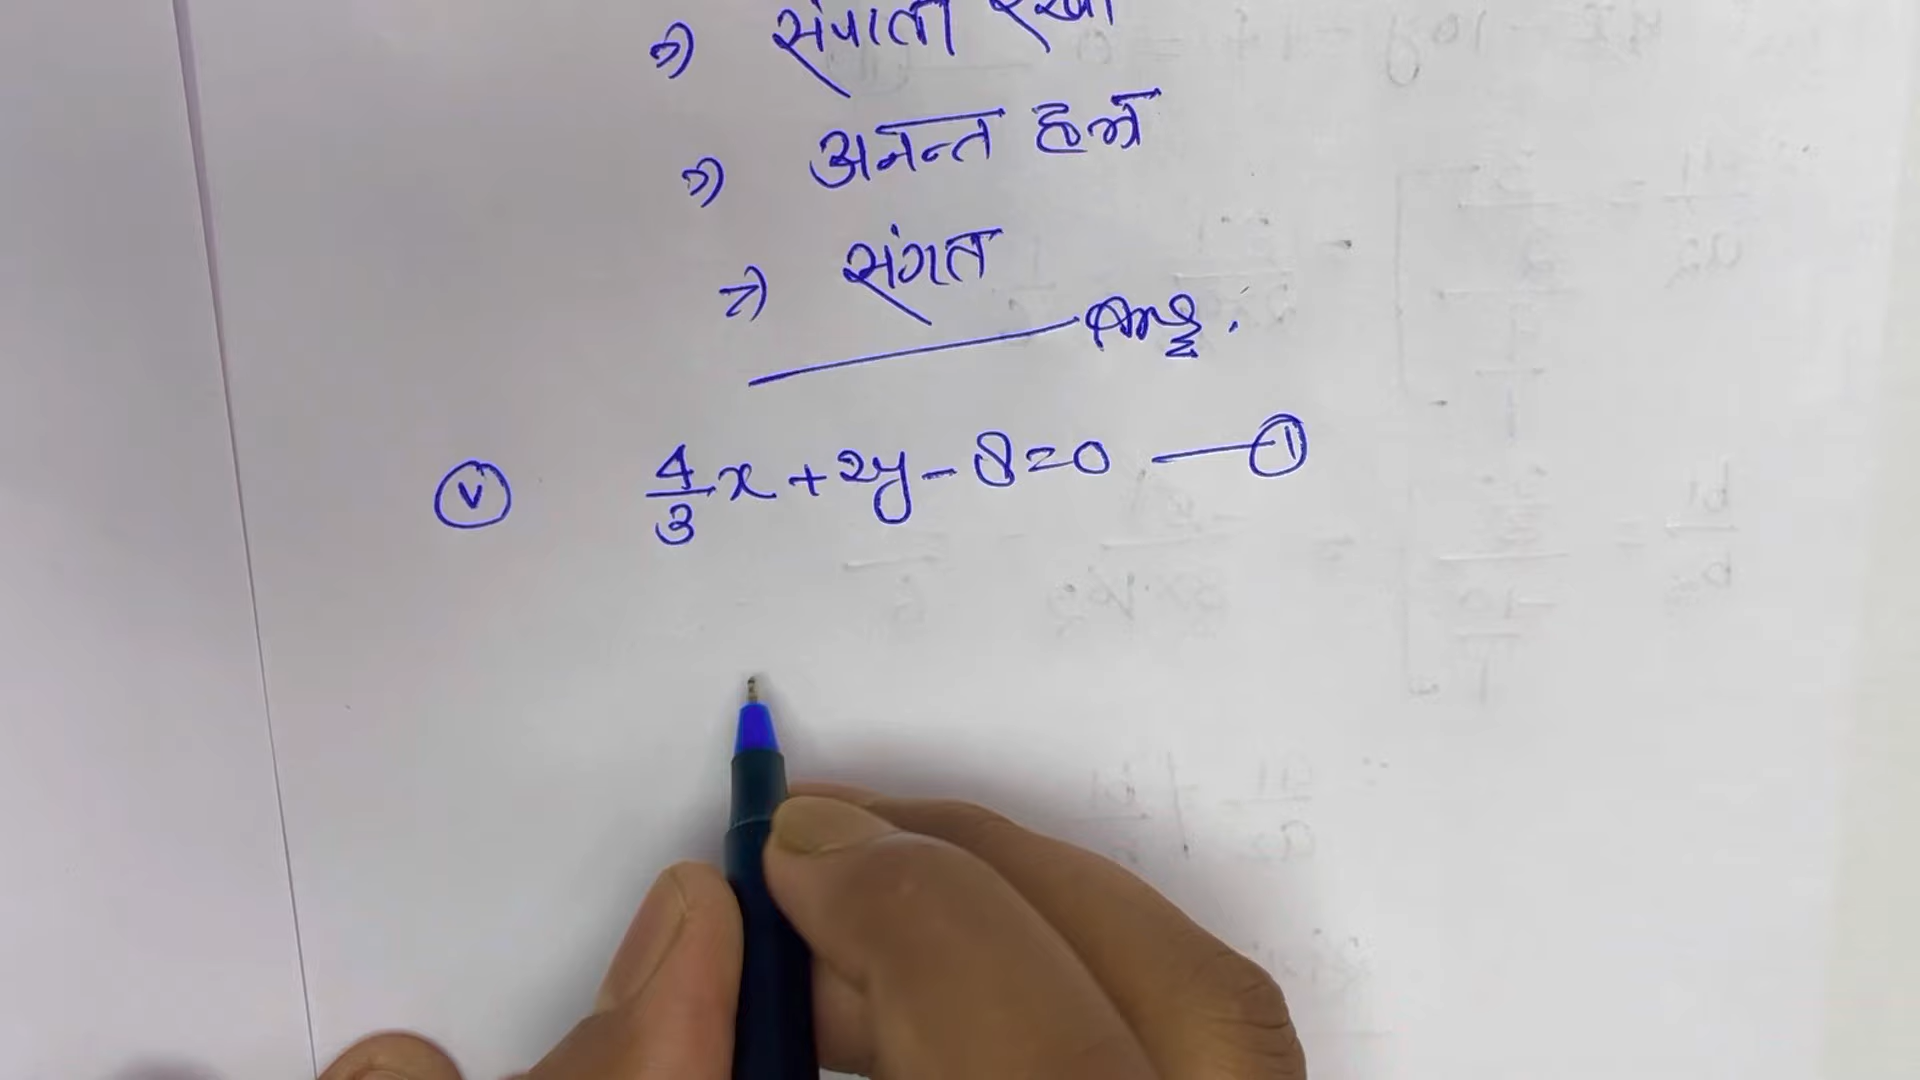 ⇒ संपाती रेखा
⇒ अनन्त हल
⇒ संगत
Ans.
(v) 4/3 x + 2y - 8 = 0 — (1)